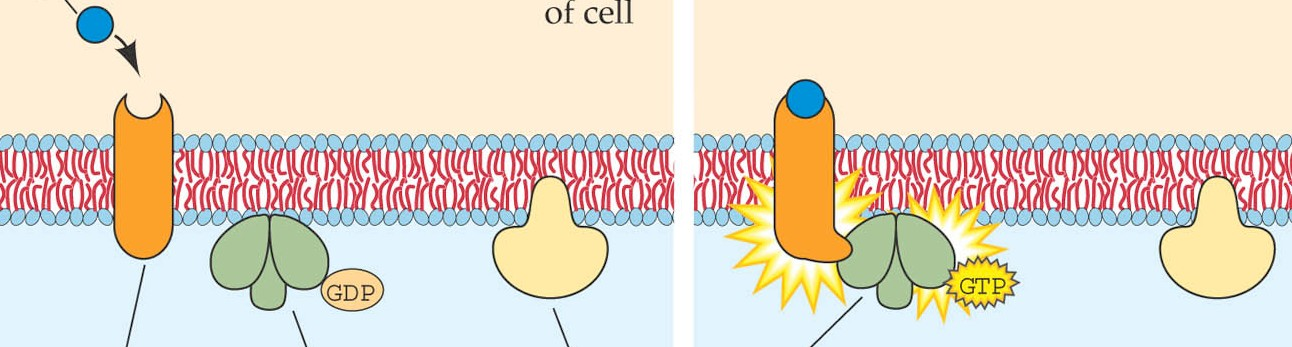 of cell
GDP
GTP